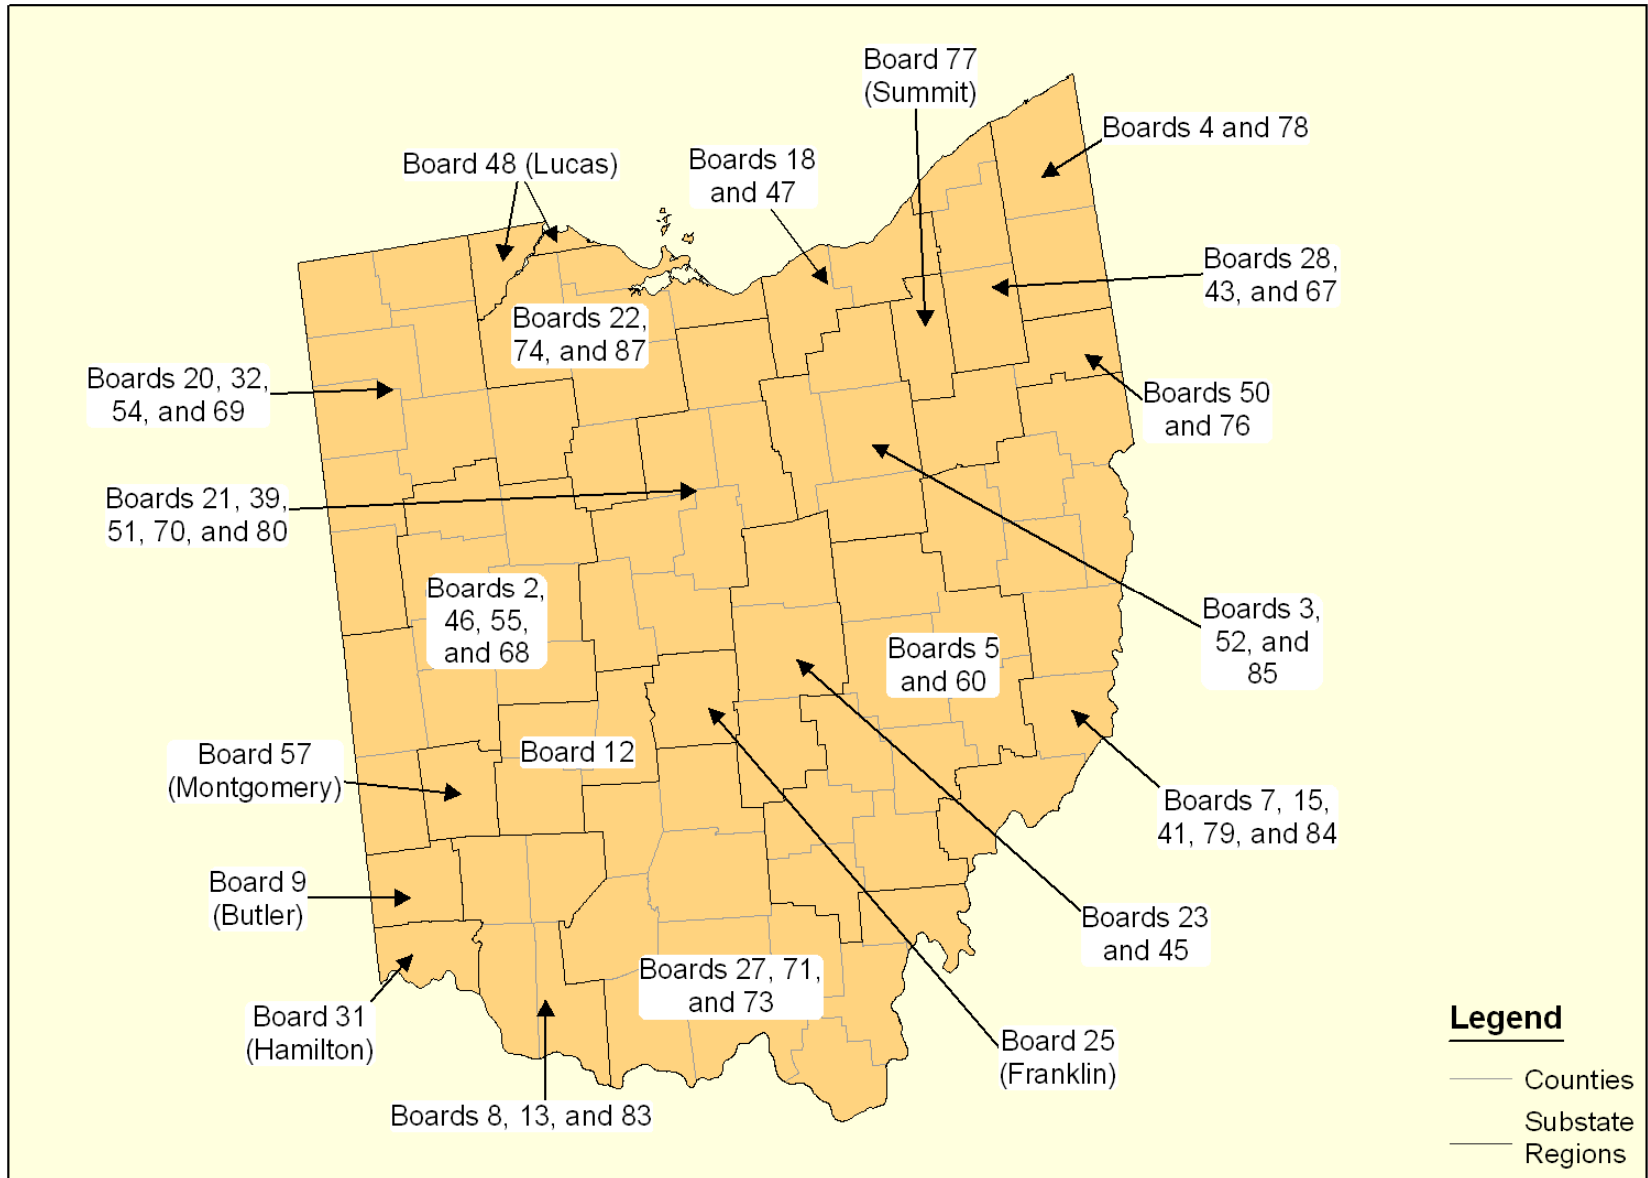 Board 77
(Summit)
Boards 4 and 78
Board 48 (Lucas)
Boards 18
and 47
Boards 28,
43, and 67
Boards 22,
74, and 87
Boards 20, 32,
54, and 69
Boards 50
and 76
Boards 21, 39,
51, 70, and 80
Boards 2,
46, 55,
and 68
Boards 3,
52, and
85
Boards 5
and 60
Board 12
Board 57
(Montgomery)
Boards 7, 15,
41, 79, and 84
Board 9
(Butler)
Boards 23
and 45
Boards 27, 71,
and 73
Board 31
(Hamilton)
Board 25
(Franklin)
Boards 8, 13, and 83
Legend
Counties
Substate
Regions